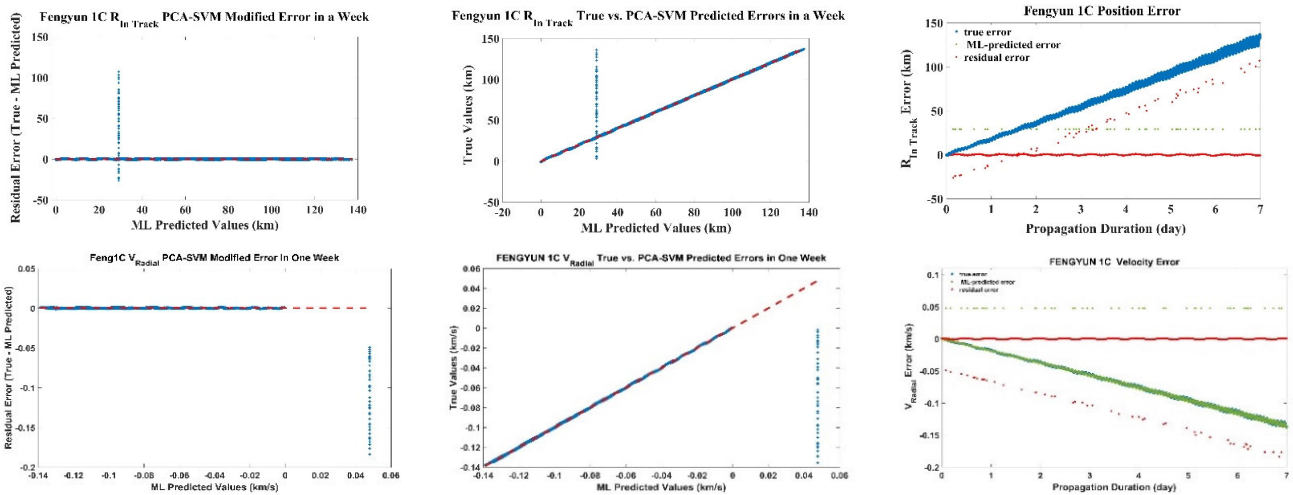 Fengyun 1C R In Track PCA-SVM Modified Error in a Week
Residual Error (True - ML Predicted)
150
100
50
0
-50
0 20 40 60 80 100 120 140
ML Predicted Values (km)
Fengyun 1C R In Track True vs. PCA-SVM Predicted Errors in a Week
True Values (km)
150
100
50
0
-50
-20 0 20 40 60 80 100 120 140
ML Predicted Values (km)
Fengyun 1C Position Error
true error
ML-predicted error
residual error
R In Track Error (km)
150
100
50
0
-50
0 1 2 3 4 5 6 7
Propagation Duration (day)
Feng1C V Radial PCA-SVM Modified Error in One Week
Residual Error (True - ML Predicted)
0.05
0
-0.05
-0.1
-0.15
-0.2
-0.14 -0.12 -0.1 -0.08 -0.06 -0.04 -0.02 0 0.02 0.04 0.06
ML Predicted Values (km/s)
FENGYUN 1C V Radial True vs. PCA-SVM Predicted Errors in One Week
True Values (km/s)
0.06
0.04
0.02
0
-0.02
-0.04
-0.06
-0.08
-0.10
-0.12
-0.14
-0.14 -0.12 -0.1 -0.08 -0.06 -0.04 -0.02 0 0.02 0.04 0.06
ML Predicted Values (km/s)
FENGYUN 1C Velocity Error
true error
ML-predicted error
residual error
V Radial Error (km/s)
0.1
0.05
0
-0.05
-0.1
-0.15
-0.2
0 1 2 3 4 5 6 7
Propagation Duration (day)